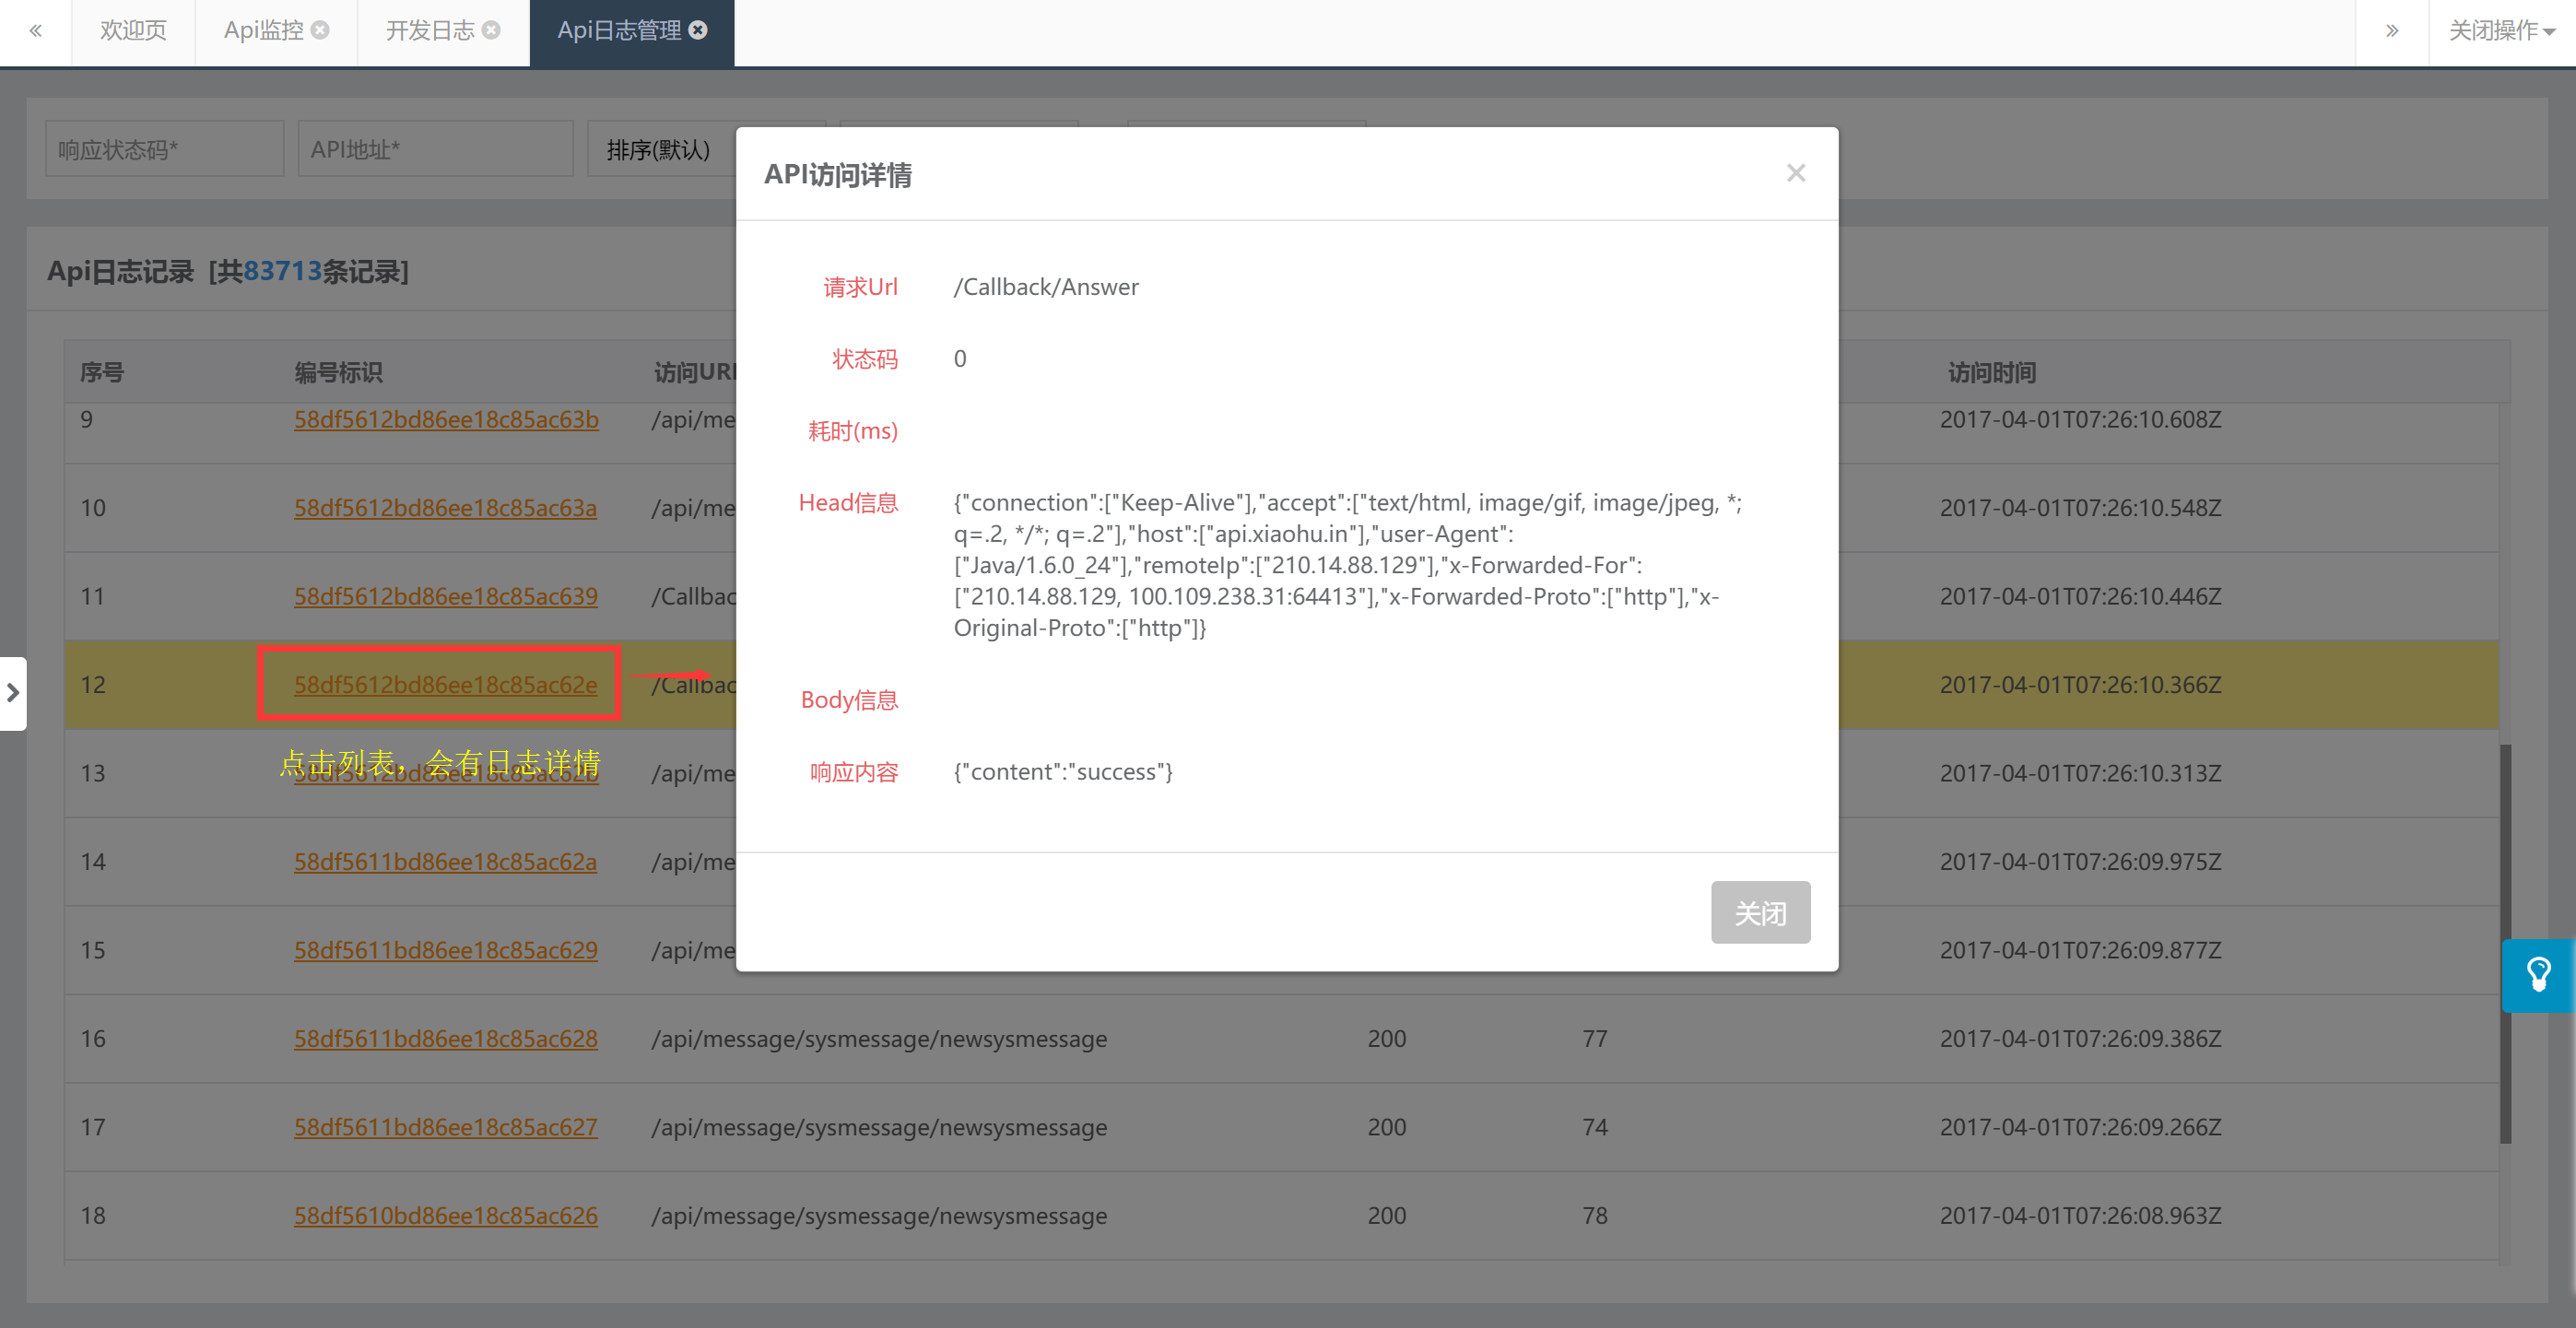 欢迎页
Api监控
开发日志
Api日志管理
关闭操作
响应状态码*
API地址*
排序(默认)
Api日志记录 [共83713条记录]
序号 编号标识 访问URL 访问时间
9 58df5612bd86ee18c85ac63b /api/me 2017-04-01T07:26:10.608Z
10 58df5612bd86ee18c85ac63a /api/me 2017-04-01T07:26:10.548Z
11 58df5612bd86ee18c85ac639 /Callbac 2017-04-01T07:26:10.446Z
12 58df5612bd86ee18c85ac62e /Callbac 2017-04-01T07:26:10.366Z
点击列表，会有日志详情
13 58df5612bd86ee18c85ac62b /api/me 2017-04-01T07:26:10.313Z
14 58df5611bd86ee18c85ac62a /api/me 2017-04-01T07:26:09.975Z
15 58df5611bd86ee18c85ac629 /api/me 2017-04-01T07:26:09.877Z
16 58df5611bd86ee18c85ac628 /api/message/sysmessage/newsysmessage 200 77 2017-04-01T07:26:09.386Z
17 58df5611bd86ee18c85ac627 /api/message/sysmessage/newsysmessage 200 74 2017-04-01T07:26:09.266Z
18 58df5610bd86ee18c85ac626 /api/message/sysmessage/newsysmessage 200 78 2017-04-01T07:26:08.963Z
API访问详情
请求Url /Callback/Answer
状态码 0
耗时(ms)
Head信息 {"connection":["Keep-Alive"],"accept":["text/html, image/gif, image/jpeg, *;
q=.2, */*; q=.2"],"host":["api.xiaohu.in"],"user-Agent":
["Java/1.6.0_24"],"remoteIp":["210.14.88.129"],"x-Forwarded-For":
["210.14.88.129, 100.109.238.31:64413"],"x-Forwarded-Proto":["http"],"x-
Original-Proto":["http"]}
Body信息
响应内容 {"content":"success"}
关闭